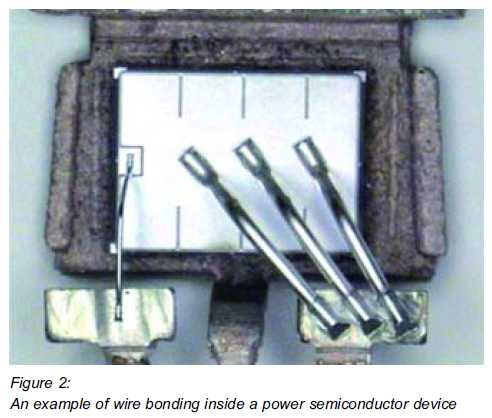 Figure 2:
An example of wire bonding inside a power semiconductor device